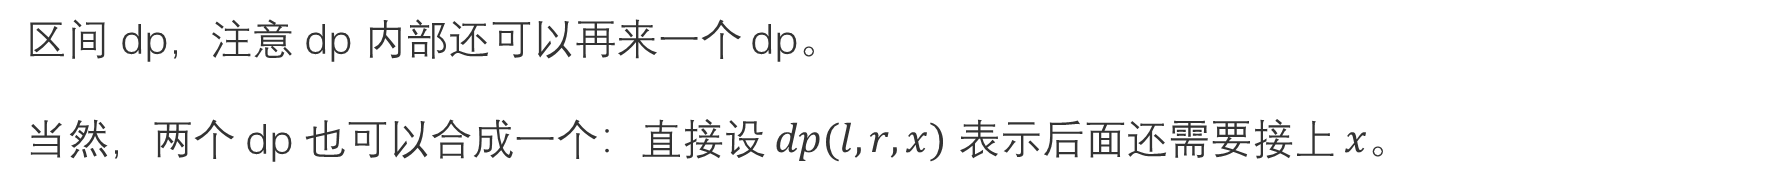 区间 dp，注意 dp 内部还可以再来一个 dp。
当然，两个 dp 也可以合成一个：直接设 dp(l,r,x) 表示后面还需要接上 x。